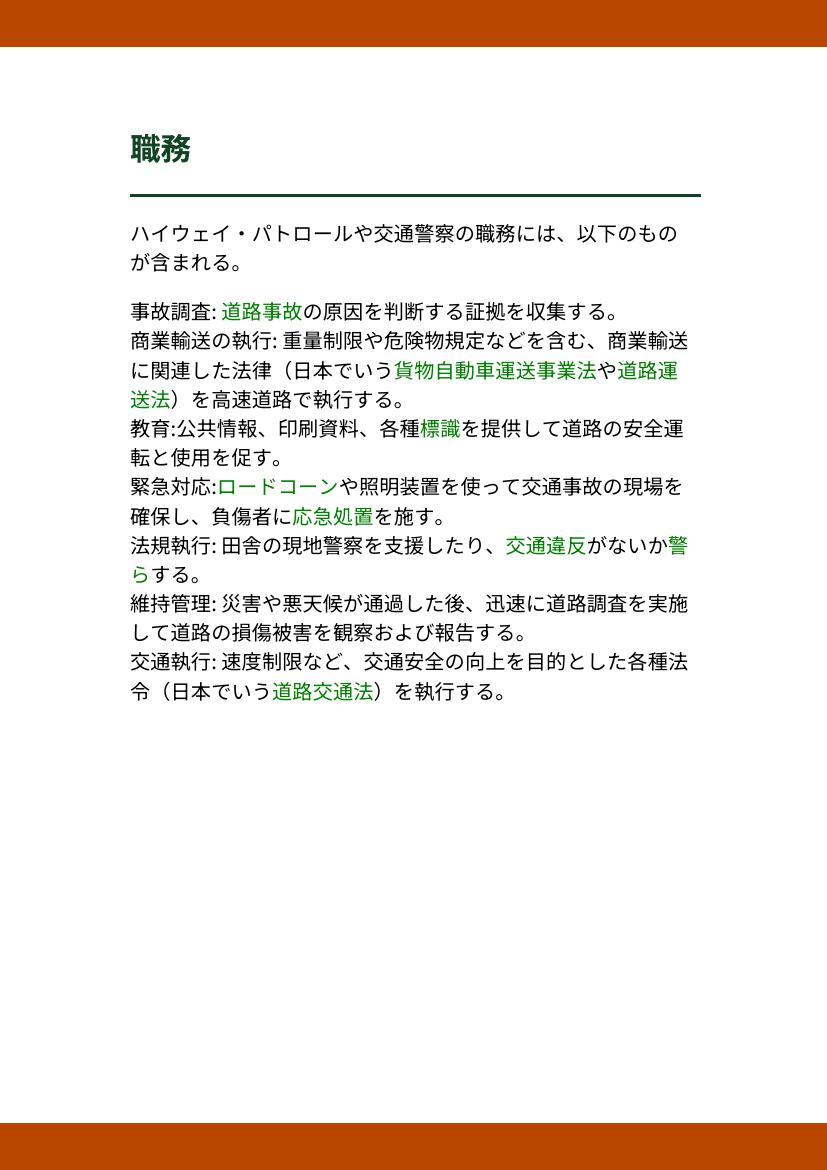 職務
ハイウェイ・パトロールや交通警察の職務には、以下のもの
が含まれる。
事故調査: 道路事故の原因を判断する証拠を収集する。
商業輸送の執行: 重量制限や危険物規定などを含む、商業輸送
に関連した法律（日本でいう貨物自動車運送事業法や道路運
送法）を高速道路で執行する。
教育:公共情報、印刷資料、各種標識を提供して道路の安全運
転と使用を促す。
緊急対応:ロードコーンや照明装置を使って交通事故の現場を
確保し、負傷者に応急処置を施す。
法規執行: 田舎の現地警察を支援したり、交通違反がないか警
らする。
維持管理: 災害や悪天候が通過した後、迅速に道路調査を実施
して道路の損傷被害を観察および報告する。
交通執行: 速度制限など、交通安全の向上を目的とした各種法
令（日本でいう道路交通法）を執行する。